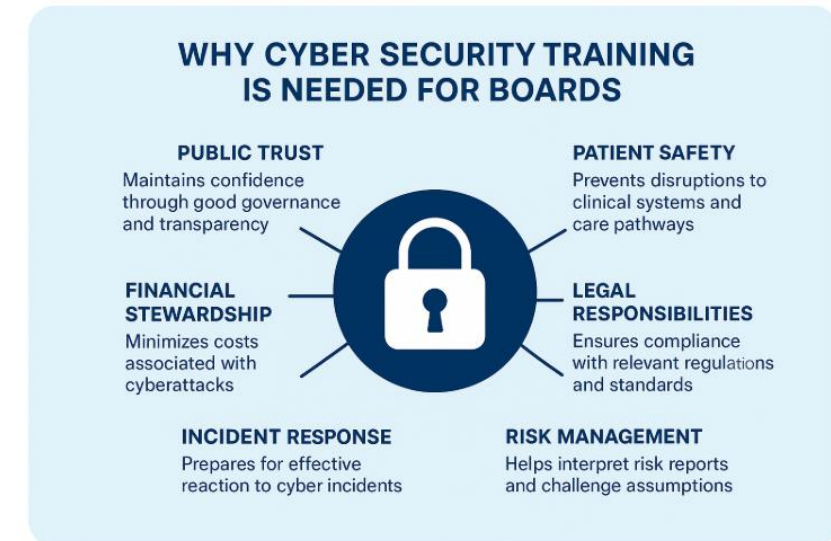 WHY CYBER SECURITY TRAINING
IS NEEDED FOR BOARDS
PUBLIC TRUST
Maintains confidence
through good governance
and transparency
PATIENT SAFETY
Prevents disruptions to
clinical systems and
care pathways
FINANCIAL
STEWARDSHIP
Minimizes costs
associated with
cyberattacks
LEGAL
RESPONSIBILITIES
Ensures compliance
with relevant regulations
and standards
INCIDENT RESPONSE
Prepares for effective
reaction to cyber incidents
RISK MANAGEMENT
Helps interpret risk reports
and challenge assumptions